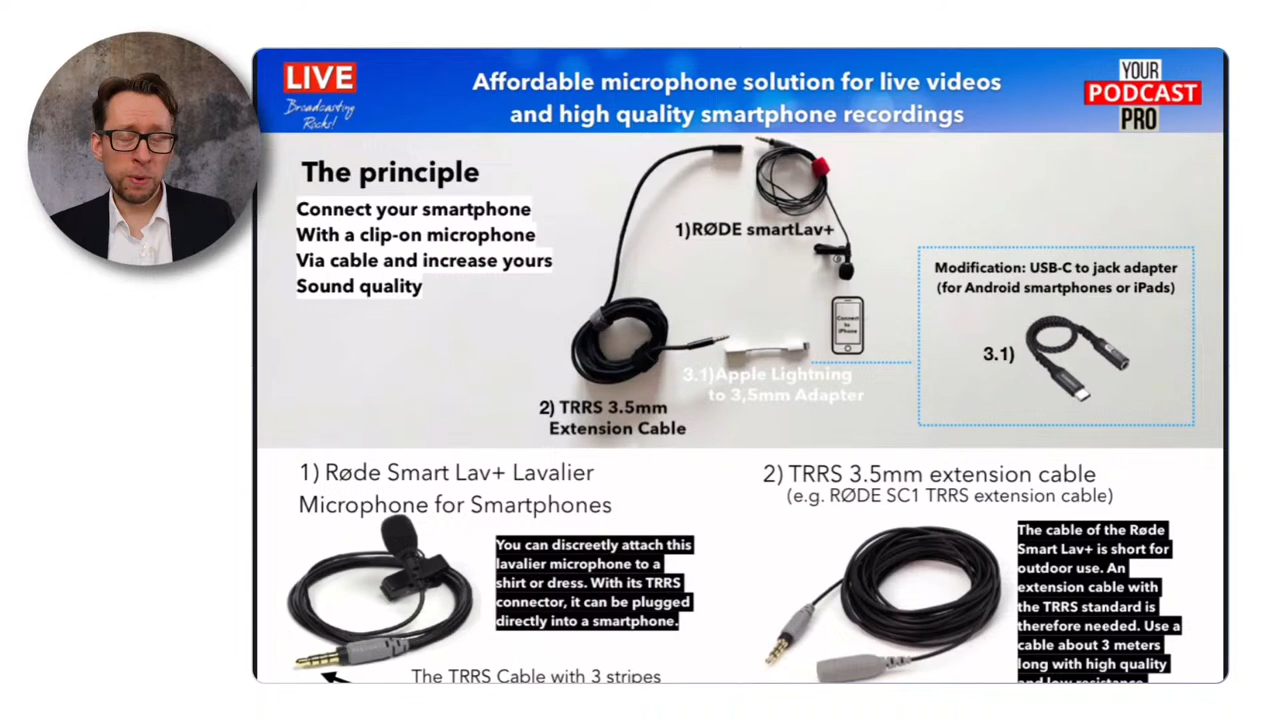 LIVE
Broadcasting
Rocks!
Affordable microphone solution for live videos
and high quality smartphone recordings
YOUR
PODCAST
PRO
The principle
Connect your smartphone
With a clip-on microphone
Via cable and increase yours
Sound quality
1)RØDE smartLav+
Connect
to
iPhone
Modification: USB-C to jack adapter
(for Android smartphones or iPads)
3.1)
3.1)Apple Lightning
to 3,5mm Adapter
2) TRRS 3.5mm
Extension Cable
1) Røde Smart Lav+ Lavalier
Microphone for Smartphones
You can discreetly attach this
lavalier microphone to a
shirt or dress. With its TRRS
connector, it can be plugged
directly into a smartphone.
The TRRS Cable with 3 stripes
2) TRRS 3.5mm extension cable
(e.g. RØDE SC1 TRRS extension cable)
The cable of the Røde
Smart Lav+ is short for
outdoor use. An
extension cable with
the TRRS standard is
therefore needed. Use a
cable about 3 meters
long with high quality
and low resistance